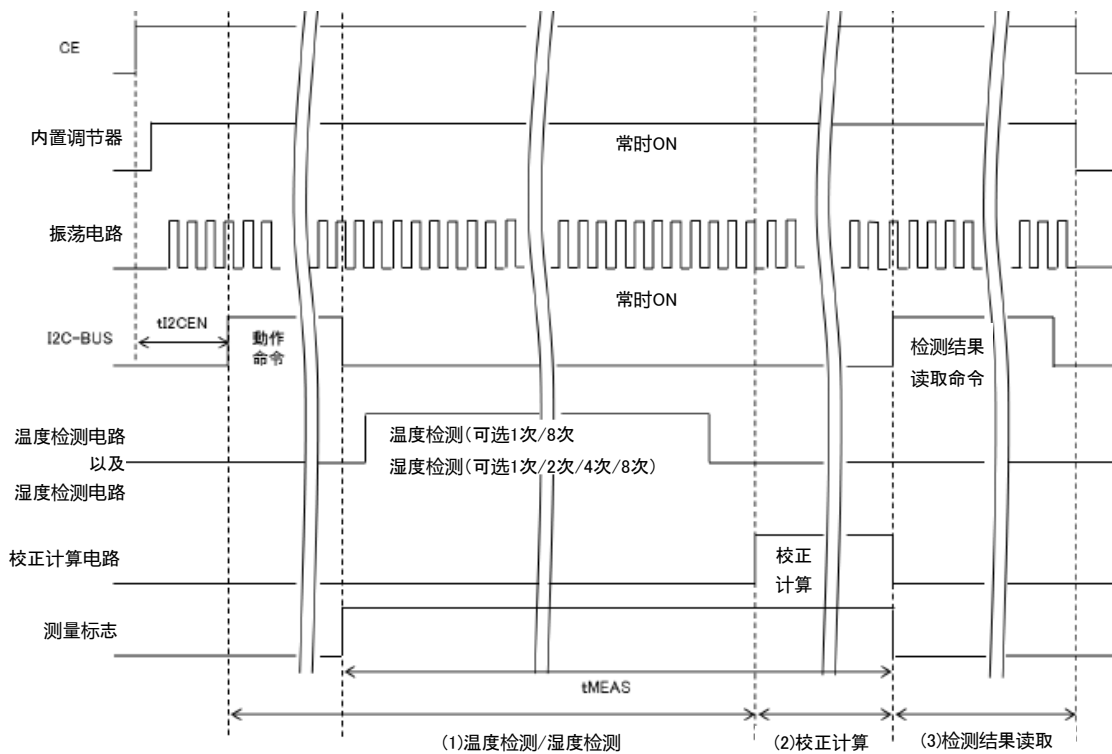 CE
内置调节器
常时ON
振荡电路
常时ON
I2C-BUS
tI2CEN
動作
命令
检测结果
读取命令
温度检测电路
以及
湿度检测电路
温度检测(可选1次/8次
湿度检测(可选1次/2次/4次/8次)
校正计算电路
校正
计算
测量标志
tMEAS
(1)温度检测/湿度检测
(2)校正计算
(3)检测结果读取